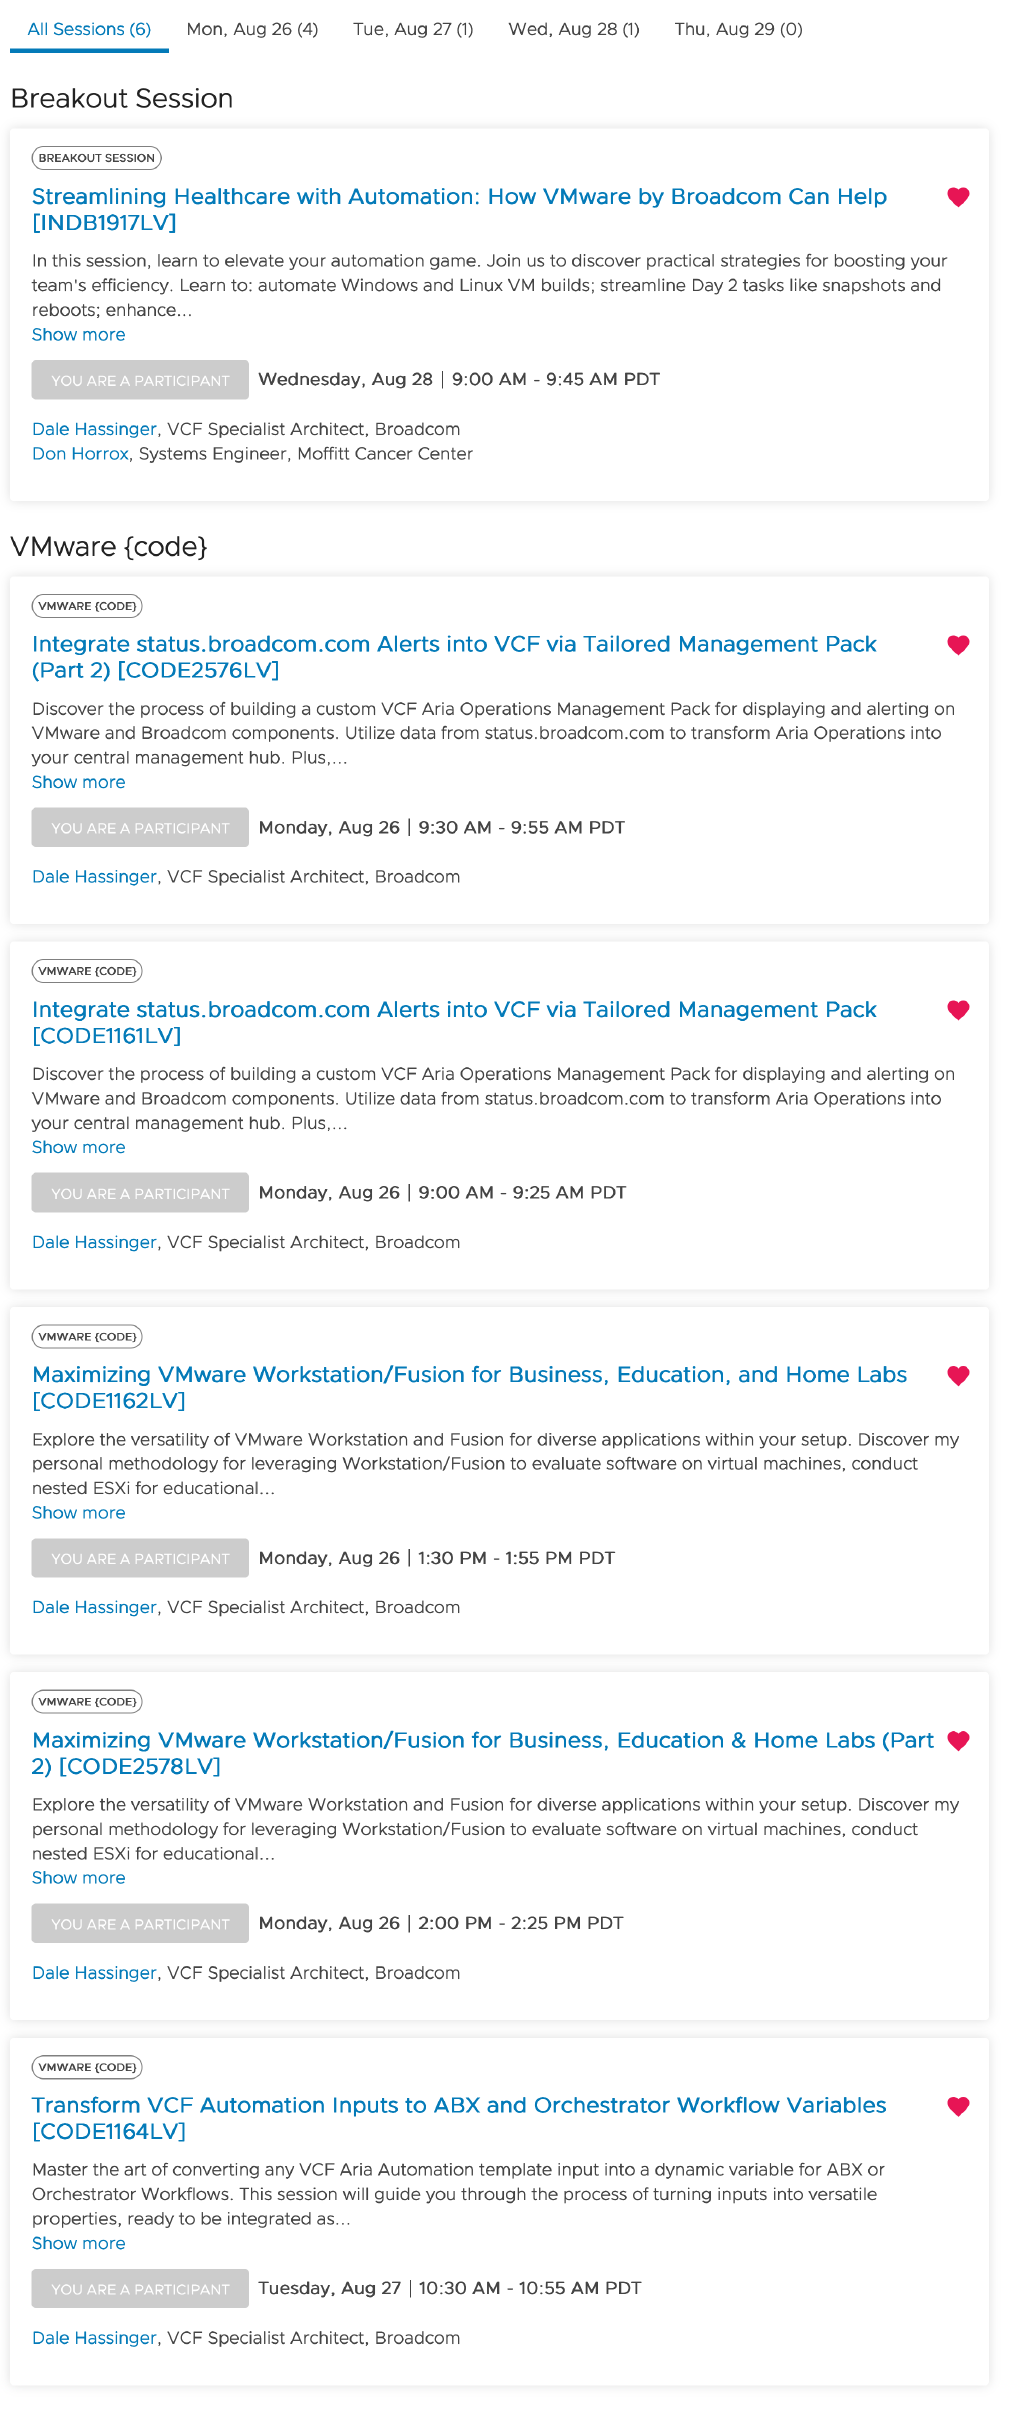 All Sessions (6) Mon, Aug 26 (4) Tue, Aug 27 (1) Wed, Aug 28 (1) Thu, Aug 29 (0)
Breakout Session
BREAKOUT SESSION
Streamlining Healthcare with Automation: How VMware by Broadcom Can Help
[INDB1917LV]
In this session, learn to elevate your automation game. Join us to discover practical strategies for boosting your
team's efficiency. Learn to: automate Windows and Linux VM builds; streamline Day 2 tasks like snapshots and
reboots; enhance...
Show more
YOU ARE A PARTICIPANT Wednesday, Aug 28 | 9:00 AM - 9:45 AM PDT
Dale Hassinger, VCF Specialist Architect, Broadcom
Don Horrox, Systems Engineer, Moffitt Cancer Center
VMware {code}
VMWARE {CODE}
Integrate status.broadcom.com Alerts into VCF via Tailored Management Pack
(Part 2) [CODE2576LV]
Discover the process of building a custom VCF Aria Operations Management Pack for displaying and alerting on
VMware and Broadcom components. Utilize data from status.broadcom.com to transform Aria Operations into
your central management hub. Plus,...
Show more
YOU ARE A PARTICIPANT Monday, Aug 26 | 9:30 AM - 9:55 AM PDT
Dale Hassinger, VCF Specialist Architect, Broadcom
VMWARE {CODE}
Integrate status.broadcom.com Alerts into VCF via Tailored Management Pack
[CODE1161LV]
Discover the process of building a custom VCF Aria Operations Management Pack for displaying and alerting on
VMware and Broadcom components. Utilize data from status.broadcom.com to transform Aria Operations into
your central management hub. Plus,...
Show more
YOU ARE A PARTICIPANT Monday, Aug 26 | 9:00 AM - 9:25 AM PDT
Dale Hassinger, VCF Specialist Architect, Broadcom
VMWARE {CODE}
Maximizing VMware Workstation/Fusion for Business, Education, and Home Labs
[CODE1162LV]
Explore the versatility of VMware Workstation and Fusion for diverse applications within your setup. Discover my
personal methodology for leveraging Workstation/Fusion to evaluate software on virtual machines, conduct
nested ESXi for educational...
Show more
YOU ARE A PARTICIPANT Monday, Aug 26 | 1:30 PM - 1:55 PM PDT
Dale Hassinger, VCF Specialist Architect, Broadcom
VMWARE {CODE}
Maximizing VMware Workstation/Fusion for Business, Education & Home Labs (Part
2) [CODE2578LV]
Explore the versatility of VMware Workstation and Fusion for diverse applications within your setup. Discover my
personal methodology for leveraging Workstation/Fusion to evaluate software on virtual machines, conduct
nested ESXi for educational...
Show more
YOU ARE A PARTICIPANT Monday, Aug 26 | 2:00 PM - 2:25 PM PDT
Dale Hassinger, VCF Specialist Architect, Broadcom
VMWARE {CODE}
Transform VCF Automation Inputs to ABX and Orchestrator Workflow Variables
[CODE1164LV]
Master the art of converting any VCF Aria Automation template input into a dynamic variable for ABX or
Orchestrator Workflows. This session will guide you through the process of turning inputs into versatile
properties, ready to be integrated as...
Show more
YOU ARE A PARTICIPANT Tuesday, Aug 27 | 10:30 AM - 10:55 AM PDT
Dale Hassinger, VCF Specialist Architect, Broadcom